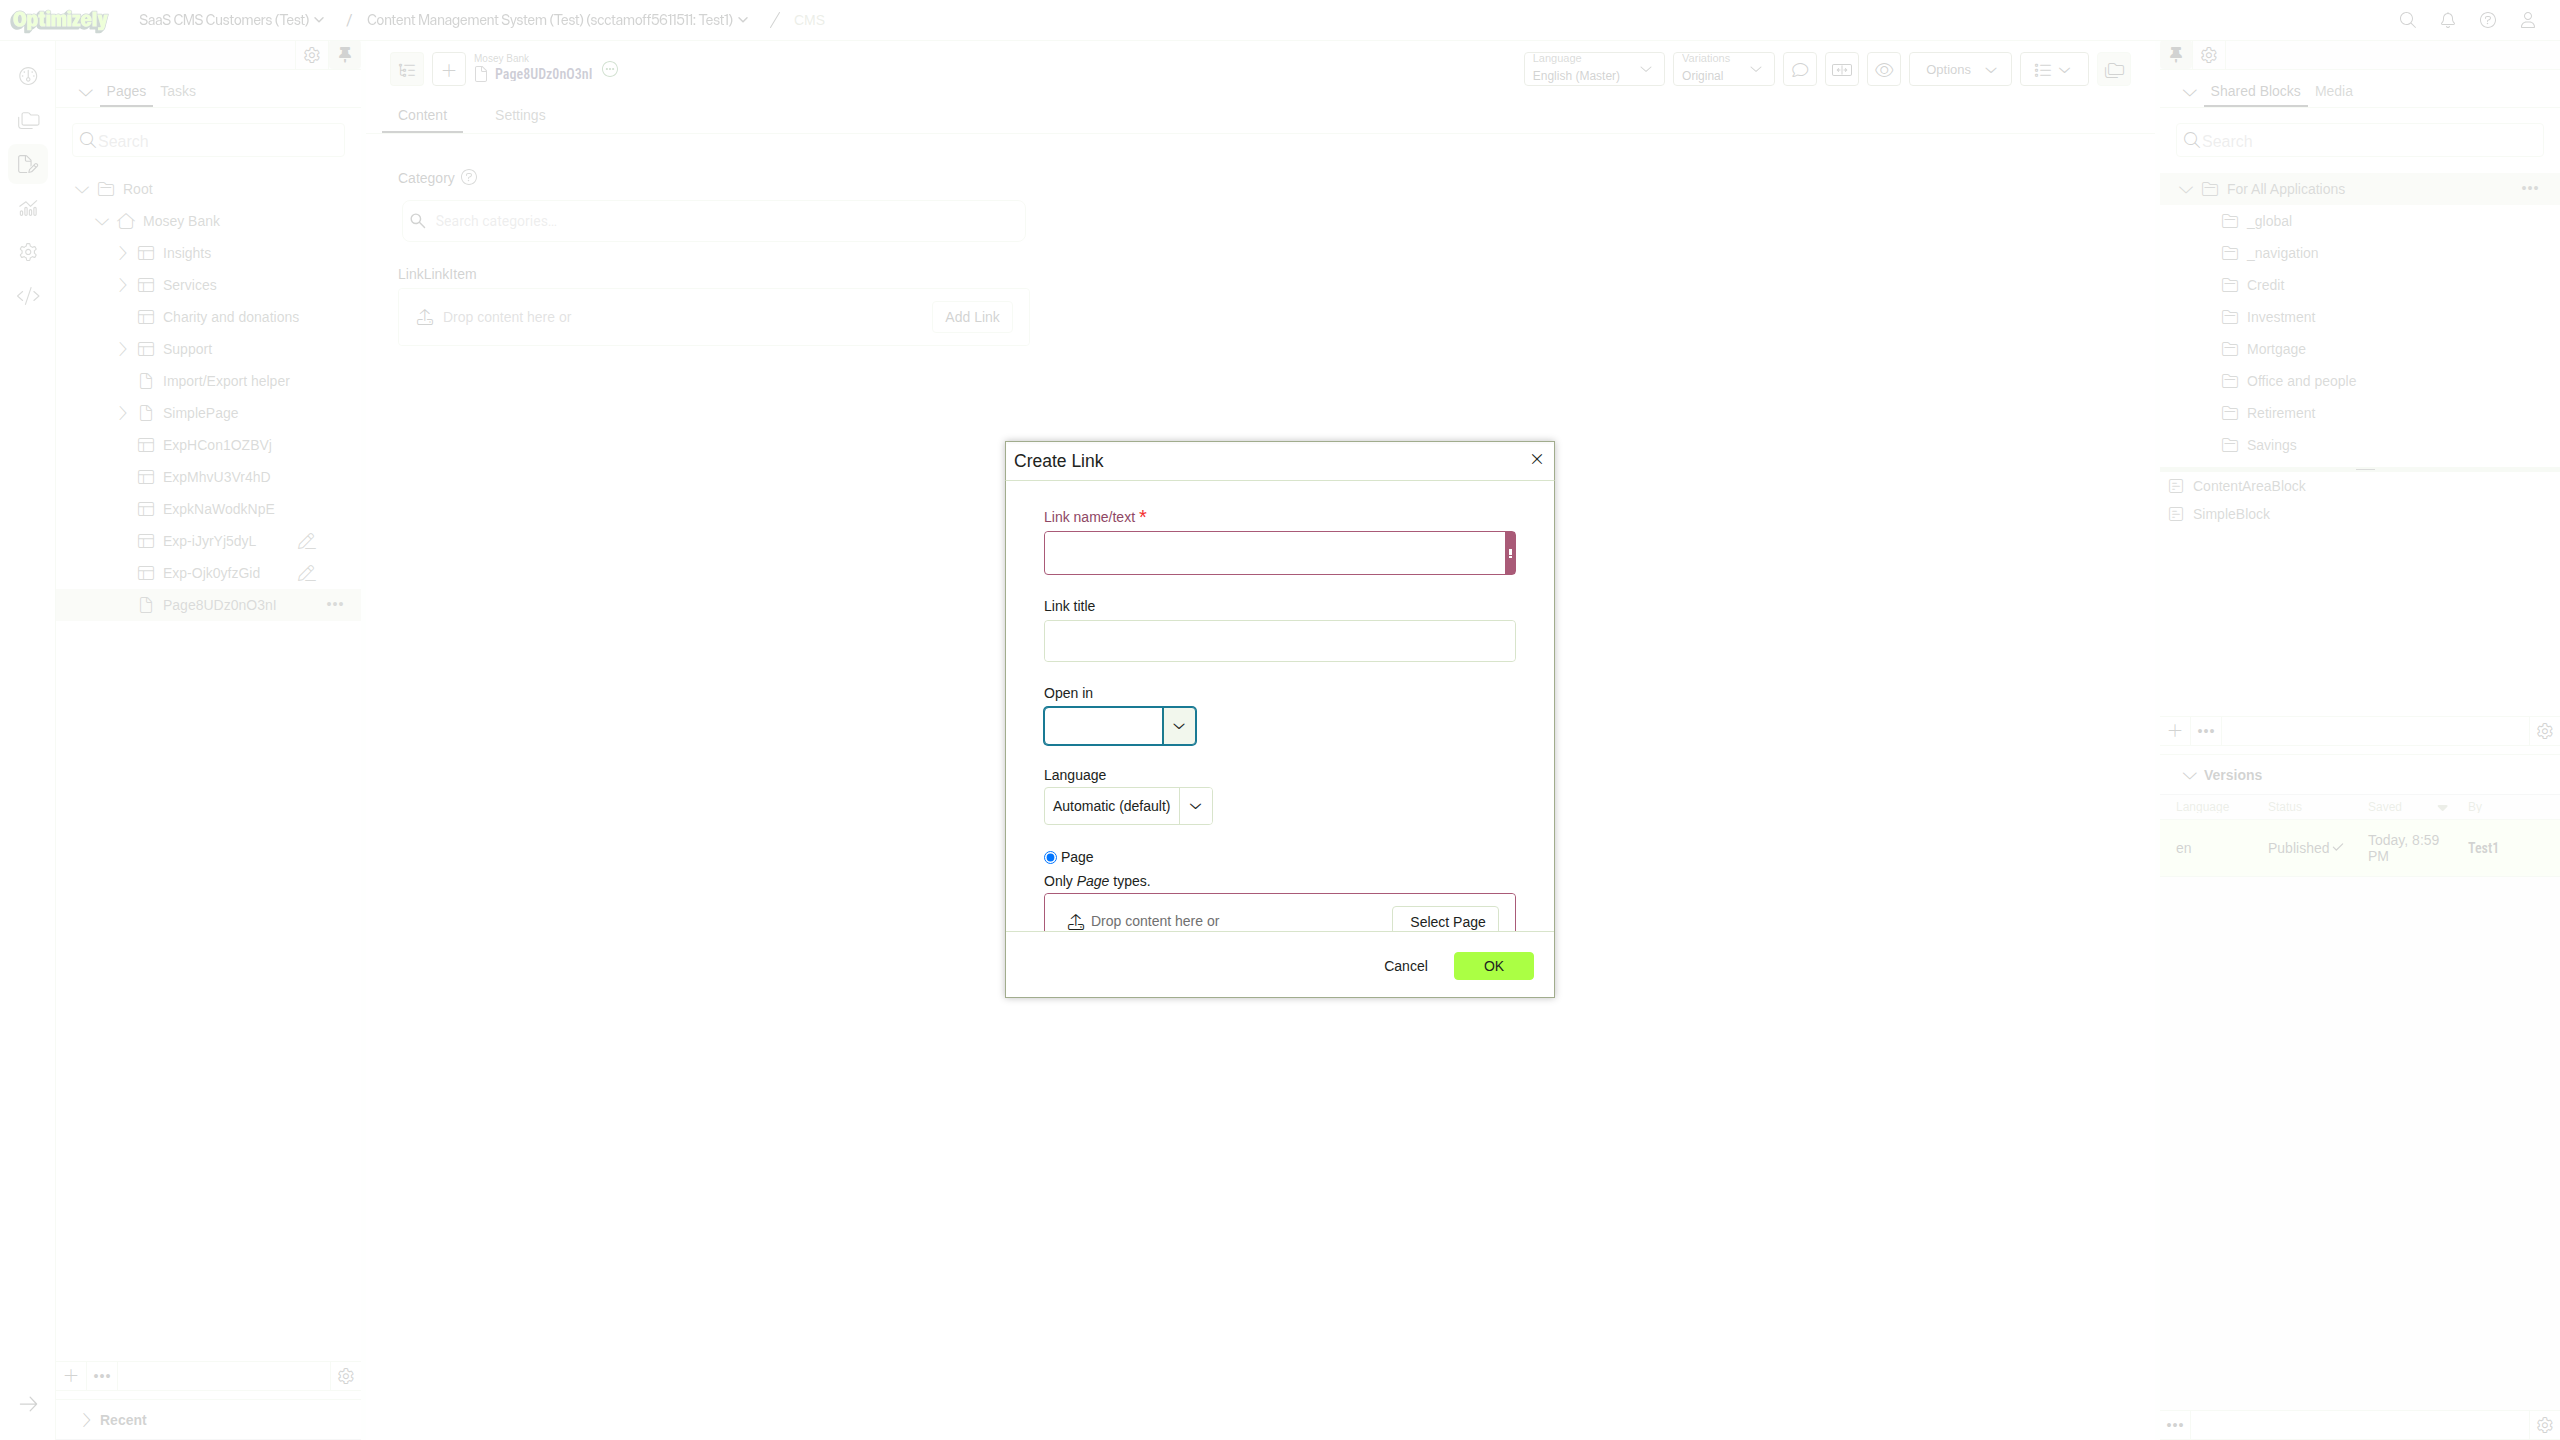 Optimizely
SaaS CMS Customers (Test) / Content Management System (Test) (scctamoff5611511: Test1) / CMS
Pages Tasks
Search
Root
Mosey Bank
Insights
Services
Charity and donations
Support
Import/Export helper
SimplePage
ExpHCon1OZBVj
ExpMhvU3Vr4hD
ExpkNaWodkNpE
Exp-iJyrYj5dyL
Exp-Ojk0yfzGid
Page8UDz0nO3nI
Recent
Mosey Bank
Page8UDz0nO3nI
Language
English (Master)
Variations
Original
Options
Content Settings
Category
Search categories...
LinkLinkItem
Drop content here or Add Link
Create Link
Link name/text *
Link title
Open in
Language
Automatic (default)
Page
Only Page types.
Drop content here or Select Page
Cancel OK
Shared Blocks Media
Search
For All Applications
_global
_navigation
Credit
Investment
Mortgage
Office and people
Retirement
Savings
ContentAreaBlock
SimpleBlock
Versions
Language Status Saved By
en Published Today, 8:59 PM Test1